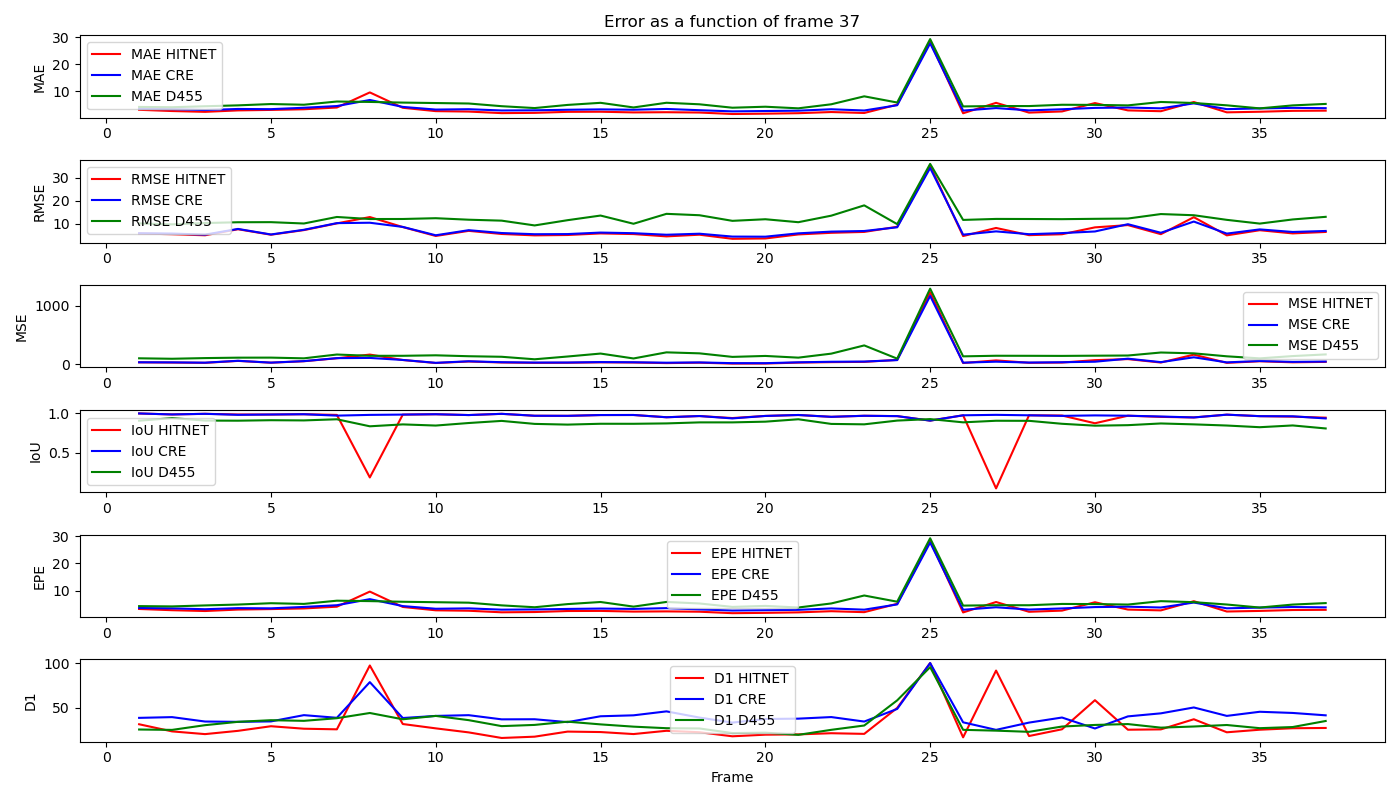 Error as a function of frame 37
MAE
30
20
10
MAE HITNET
MAE CRE
MAE D455
0 5 10 15 20 25 30 35
RMSE
30
20
10
RMSE HITNET
RMSE CRE
RMSE D455
0 5 10 15 20 25 30 35
MSE
1000
0
MSE HITNET
MSE CRE
MSE D455
0 5 10 15 20 25 30 35
IoU
1.0
0.5
IoU HITNET
IoU CRE
IoU D455
0 5 10 15 20 25 30 35
EPE
30
20
10
EPE HITNET
EPE CRE
EPE D455
0 5 10 15 20 25 30 35
D1
100
50
D1 HITNET
D1 CRE
D1 D455
0 5 10 15 20 25 30 35
Frame